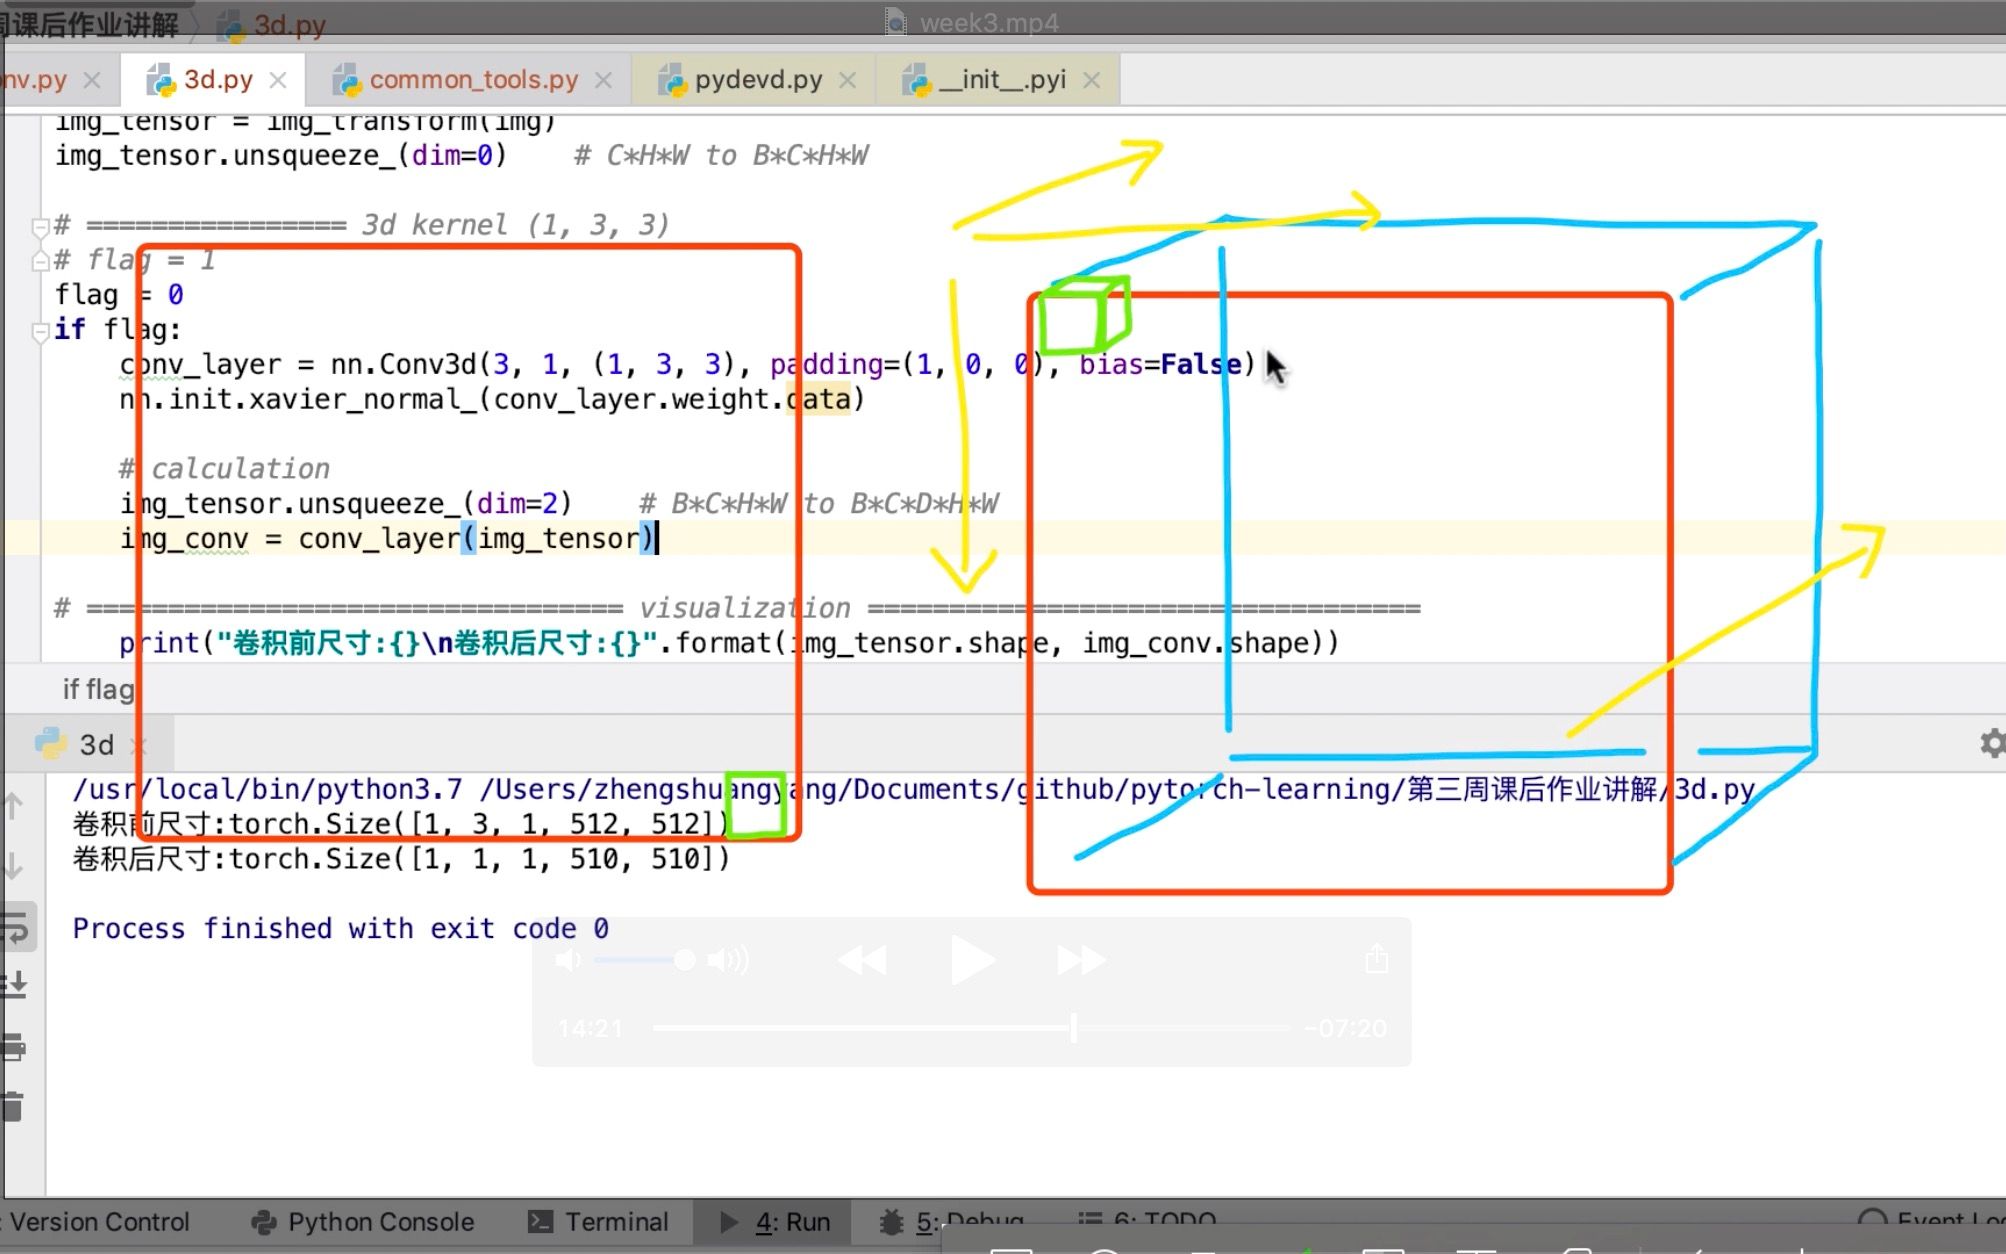 周课后作业讲解 3d.py week3.mp4
nv.py 3d.py common_tools.py pydevd.py __init__.pyi
img_tensor = img_transform(img)
img_tensor.unsqueeze_(dim=0) # C*H*W to B*C*H*W
# ================ 3d kernel (1, 3, 3)
# flag = 1
flag = 0
if flag:
conv_layer = nn.Conv3d(3, 1, (1, 3, 3), padding=(1, 0, 0), bias=False)
nn.init.xavier_normal_(conv_layer.weight.data)
# calculation
img_tensor.unsqueeze_(dim=2) # B*C*H*W to B*C*D*H*W
img_conv = conv_layer(img_tensor)
# ================================= visualization ==================================
print("卷积前尺寸:{}\n卷积后尺寸:{}".format(img_tensor.shape, img_conv.shape))
if flag
3d
/usr/local/bin/python3.7 /Users/zhengshuangyang/Documents/github/pytorch-learning/第三周课后作业讲解/3d.py
卷积前尺寸:torch.Size([1, 3, 1, 512, 512])
卷积后尺寸:torch.Size([1, 1, 1, 510, 510])
Process finished with exit code 0
14:21 -07:20
: Version Control Python Console Terminal 4: Run 5: Debug 6: TODO Event Log